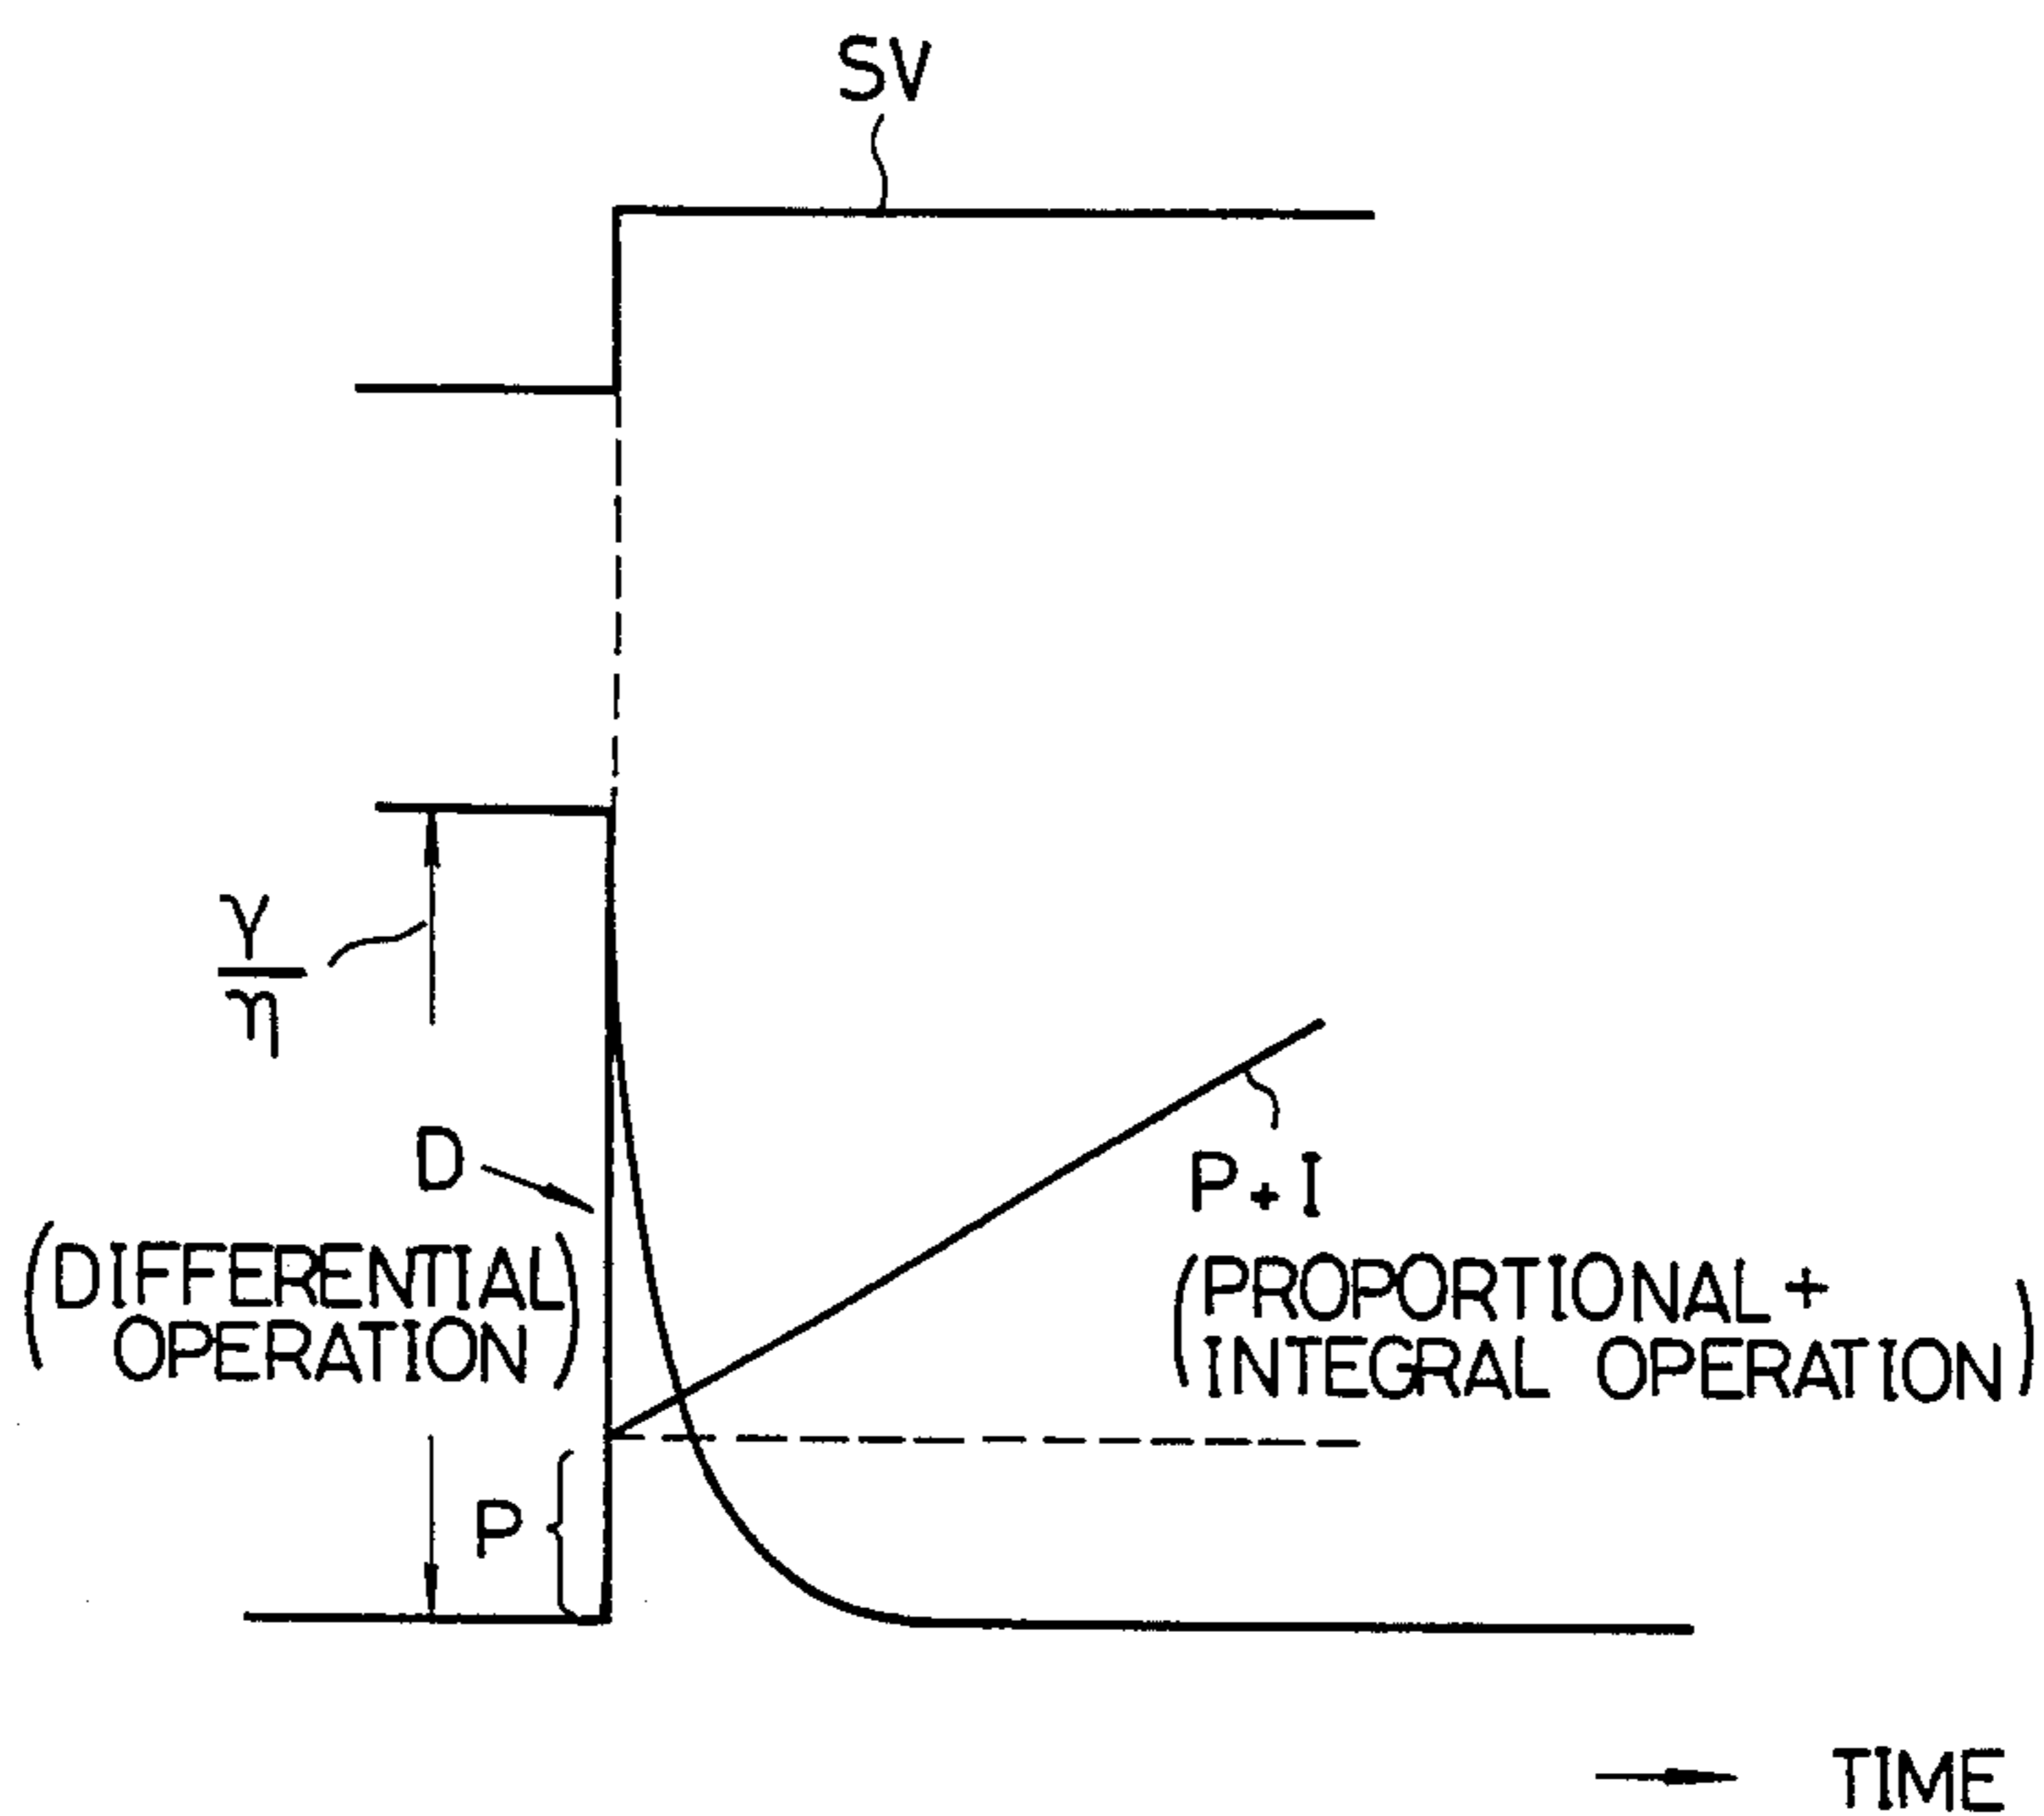 SV
γ
η
D
(DIFFERENTIAL
OPERATION)
P+I
(PROPORTIONAL+
INTEGRAL OPERATION)
P
TIME